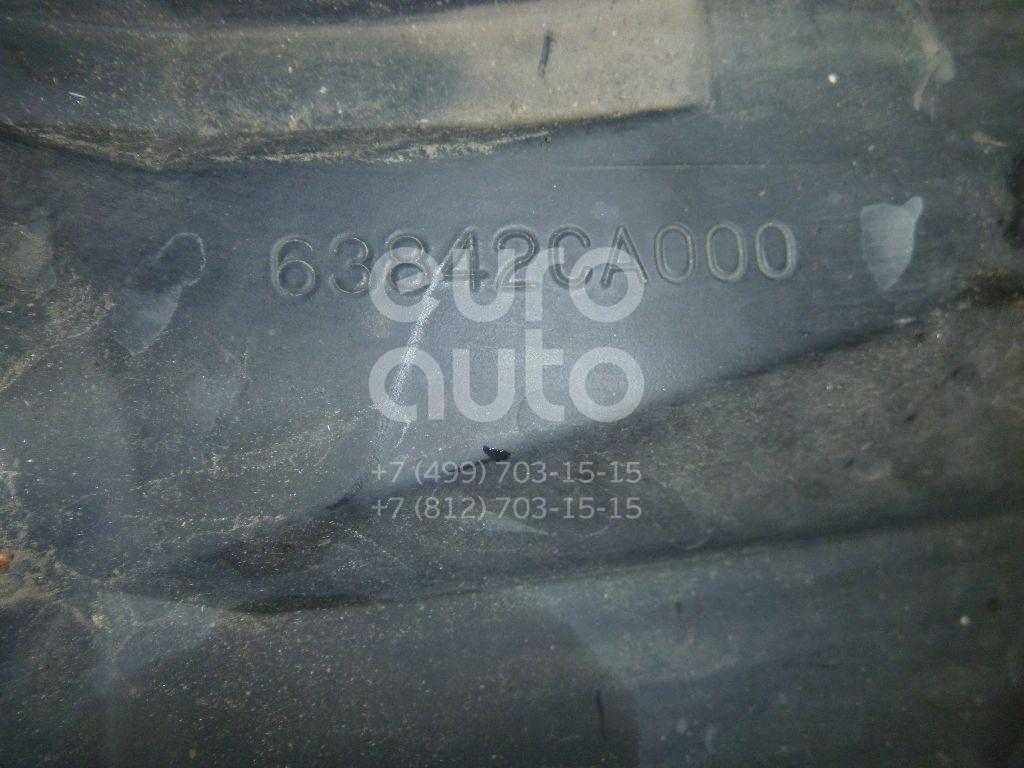 63842CA000
euro
auto
+7 (499) 703-15-15
+7 (812) 703-15-15